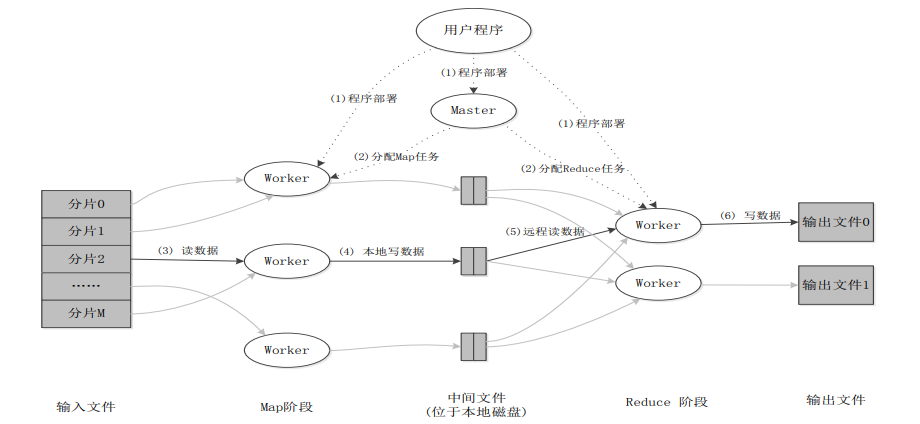 用户程序
(1)程序部署
(1)程序部署
Master
(1)程序部署
(2)分配Map任务
(2)分配Reduce任务
Worker
分片0
分片1
分片2
……
分片M
(3) 读数据
Worker
(4) 本地写数据
Worker
(5)远程读数据
Worker
(6) 写数据
输出文件0
Worker
输出文件1
输入文件
Map阶段
中间文件
(位于本地磁盘)
Reduce 阶段
输出文件